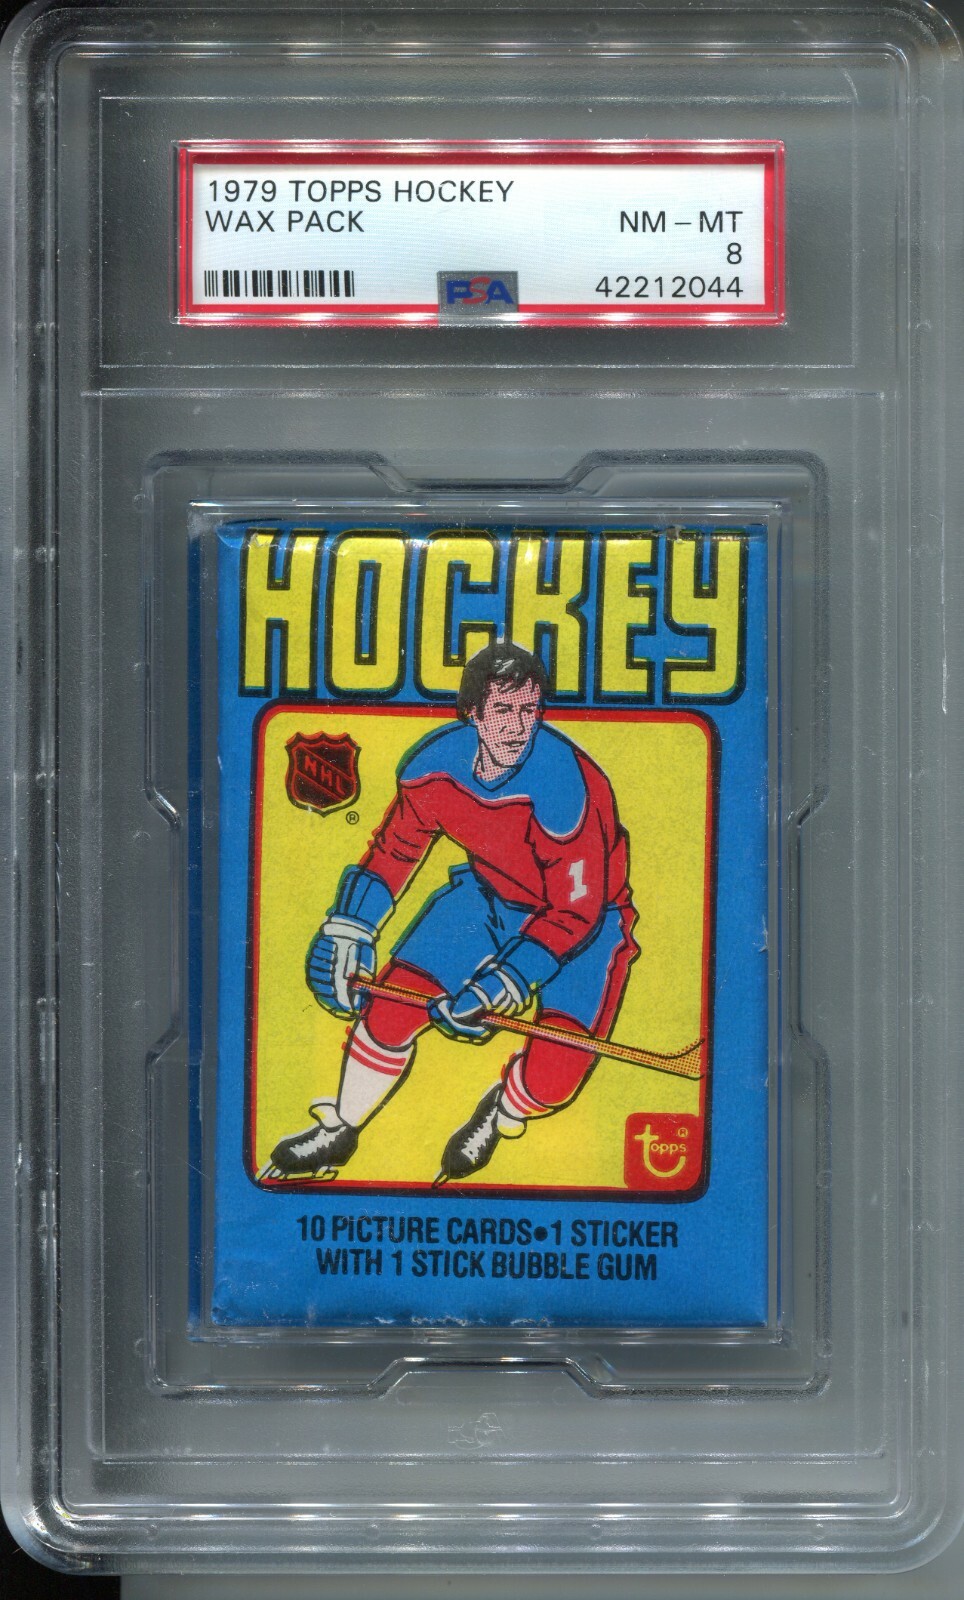 1979 TOPPS HOCKEY
WAX PACK
NM - MT
8
PSA
42212044
HOCKEY
NHL
®
1
topps
®
10 PICTURE CARDS•1 STICKER
WITH 1 STICK BUBBLE GUM